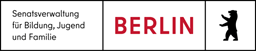 Senatsverwaltung
für Bildung, Jugend
und Familie
BERLIN